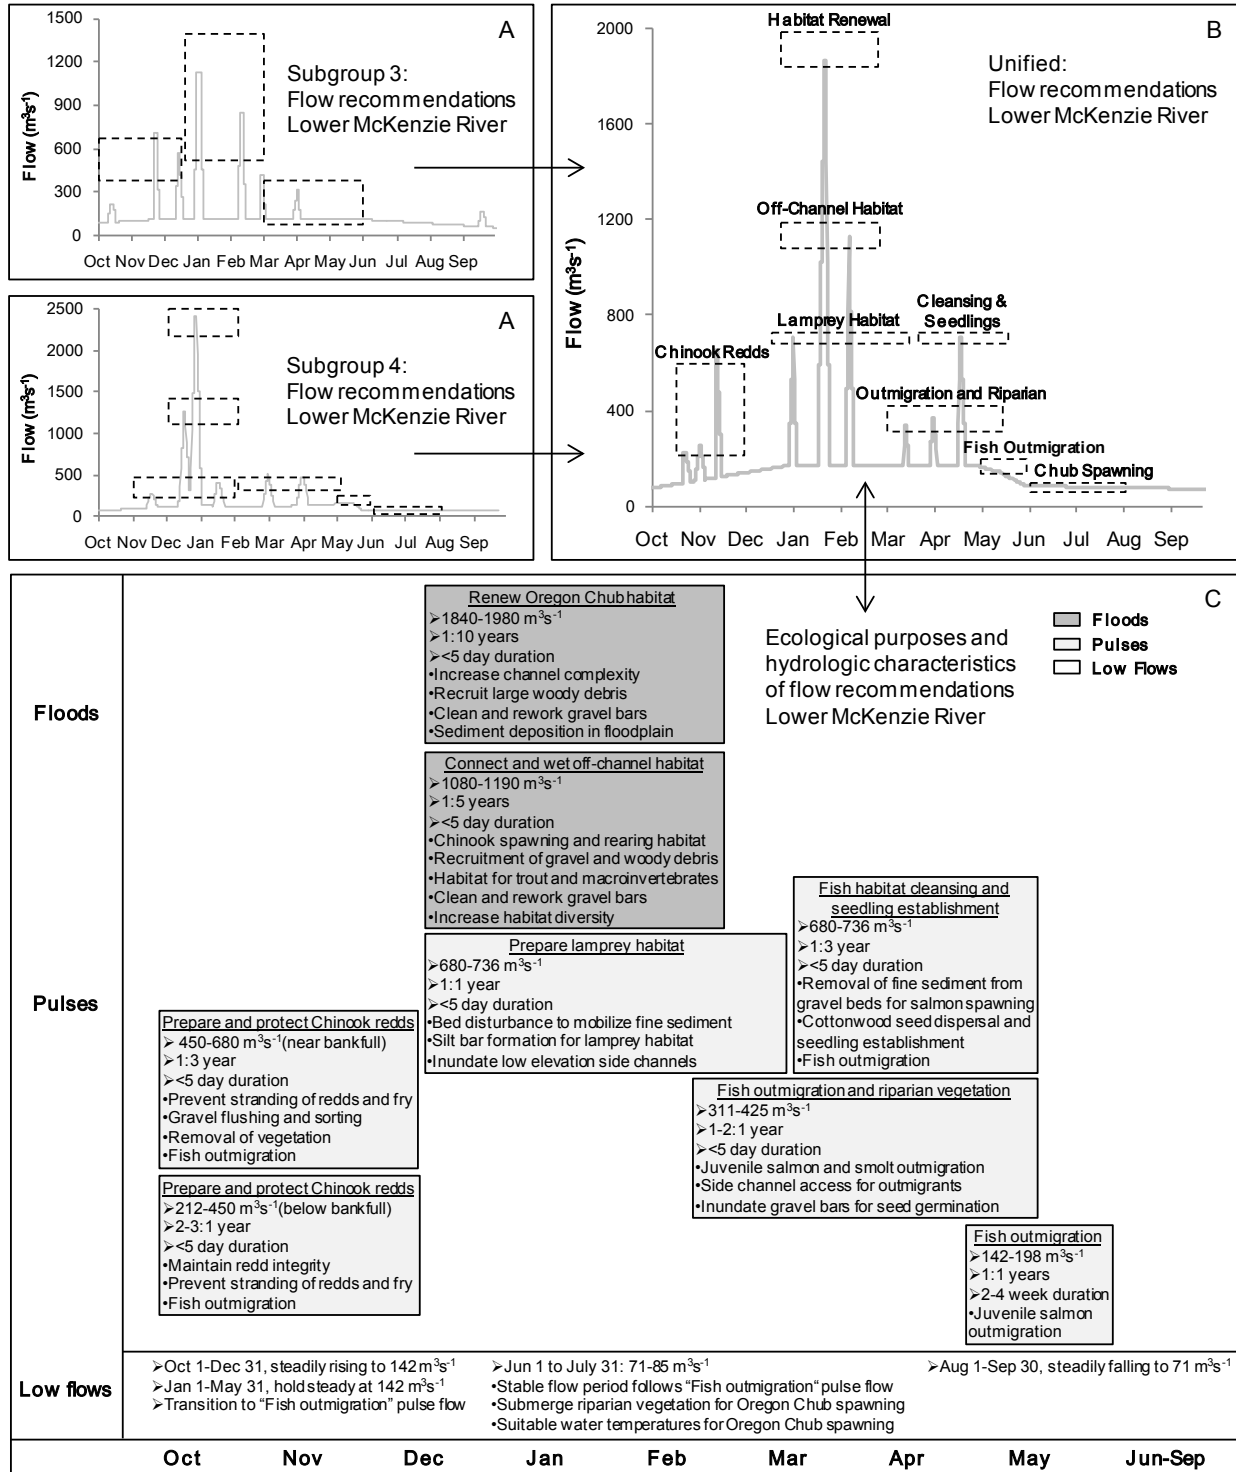 A
Subgroup 3:
Flow recommendations
Lower McKenzie River
Flow (m³s⁻¹)
1500
1200
900
600
300
0
Oct Nov Dec Jan Feb Mar Apr May Jun Jul Aug Sep
A
Subgroup 4:
Flow recommendations
Lower McKenzie River
Flow (m³s⁻¹)
2500
2000
1500
1000
500
0
Oct Nov Dec Jan Feb Mar Apr May Jun Jul Aug Sep
B
Unified:
Flow recommendations
Lower McKenzie River
Flow (m³s⁻¹)
2000
1600
1200
800
400
0
Habitat Renewal
Off-Channel Habitat
Lamprey Habitat
Cleansing &
Seedlings
Chinook Redds
Outmigration and Riparian
Fish Outmigration
Chub Spawning
Oct Nov Dec Jan Feb Mar Apr May Jun Jul Aug Sep
C
Ecological purposes and
hydrologic characteristics
of flow recommendations
Lower McKenzie River
Floods
Pulses
Low Flows
Floods
Renew Oregon Chub habitat
➢1840-1980 m³s⁻¹
➢1:10 years
➢<5 day duration
•Increase channel complexity
•Recruit large woody debris
•Clean and rework gravel bars
•Sediment deposition in floodplain
Connect and wet off-channel habitat
➢1080-1190 m³s⁻¹
➢1:5 years
➢<5 day duration
•Chinook spawning and rearing habitat
•Recruitment of gravel and woody debris
•Habitat for trout and macroinvertebrates
•Clean and rework gravel bars
•Increase habitat diversity
Pulses
Prepare lamprey habitat
➢680-736 m³s⁻¹
➢1:1 year
➢<5 day duration
•Bed disturbance to mobilize fine sediment
•Silt bar formation for lamprey habitat
•Inundate low elevation side channels
Fish habitat cleansing and
seedling establishment
➢680-736 m³s⁻¹
➢1:3 year
➢<5 day duration
•Removal of fine sediment from
gravel beds for salmon spawning
•Cottonwood seed dispersal and
seedling establishment
•Fish outmigration
Prepare and protect Chinook redds
➢ 450-680 m³s⁻¹(near bankfull)
➢1:3 year
➢<5 day duration
•Prevent stranding of redds and fry
•Gravel flushing and sorting
•Removal of vegetation
•Fish outmigration
Prepare and protect Chinook redds
➢212-450 m³s⁻¹(below bankfull)
➢2-3:1 year
➢<5 day duration
•Maintain redd integrity
•Prevent stranding of redds and fry
•Fish outmigration
Fish outmigration and riparian vegetation
➢311-425 m³s⁻¹
➢1-2:1 year
➢<5 day duration
•Juvenile salmon and smolt outmigration
•Side channel access for outmigrants
•Inundate gravel bars for seed germination
Fish outmigration
➢142-198 m³s⁻¹
➢1:1 years
➢2-4 week duration
•Juvenile salmon
outmigration
Low flows
➢Oct 1-Dec 31, steadily rising to 142 m³s⁻¹
➢Jan 1-May 31, hold steady at 142 m³s⁻¹
➢Transition to “Fish outmigration” pulse flow
➢Jun 1 to July 31: 71-85 m³s⁻¹
•Stable flow period follows “Fish outmigration“ pulse flow
•Submerge riparian vegetation for Oregon Chub spawning
•Suitable water temperatures for Oregon Chub spawning
➢Aug 1-Sep 30, steadily falling to 71 m³s⁻¹
Oct Nov Dec Jan Feb Mar Apr May Jun-Sep